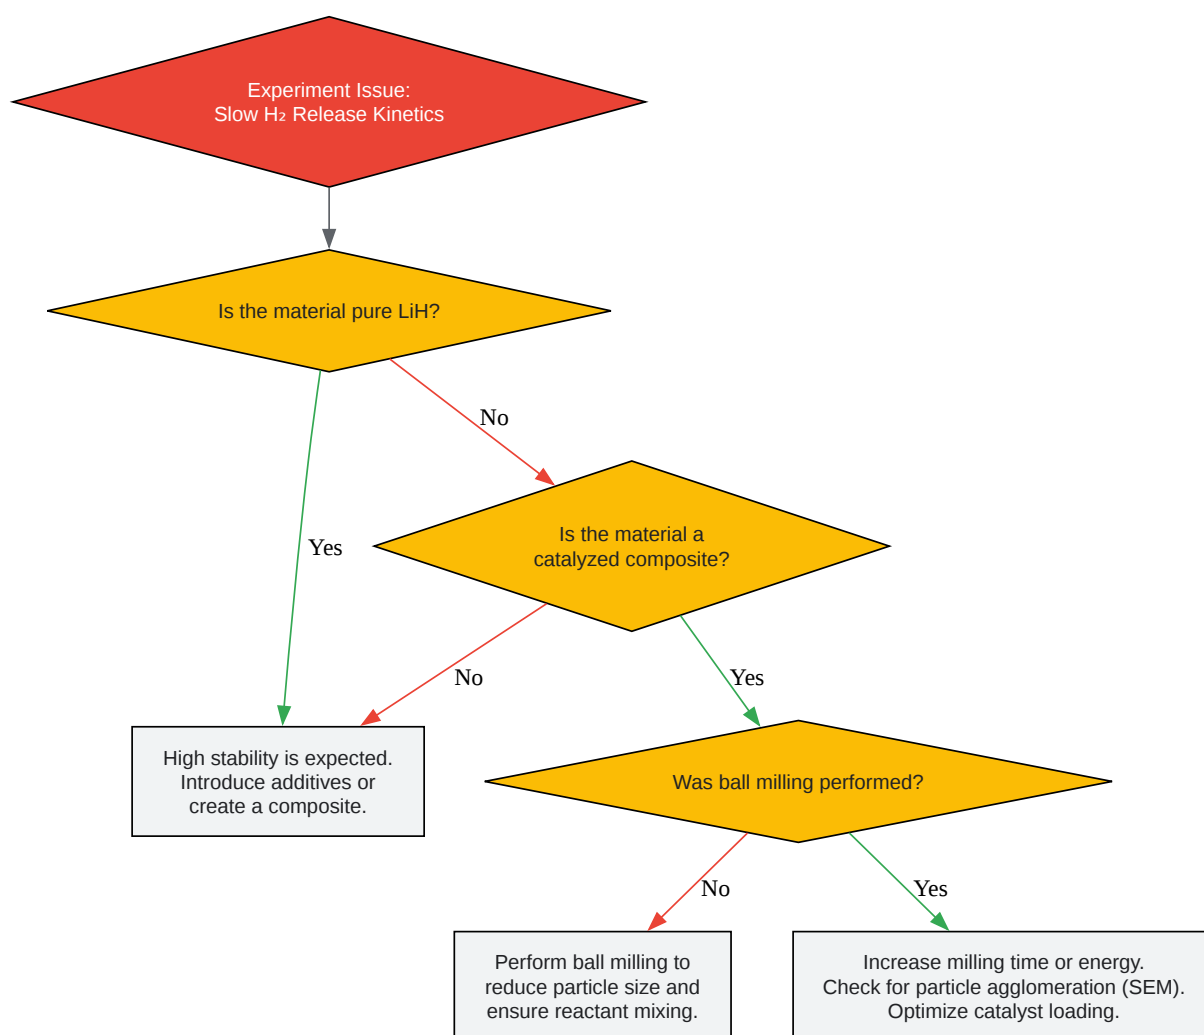 Experiment Issue:
Slow H₂ Release Kinetics
Is the material pure LiH?
No
Is the material a
catalyzed composite?
Yes
No
Yes
High stability is expected.
Introduce additives or
create a composite.
Was ball milling performed?
No
Yes
Perform ball milling to
reduce particle size and
ensure reactant mixing.
Increase milling time or energy.
Check for particle agglomeration (SEM).
Optimize catalyst loading.